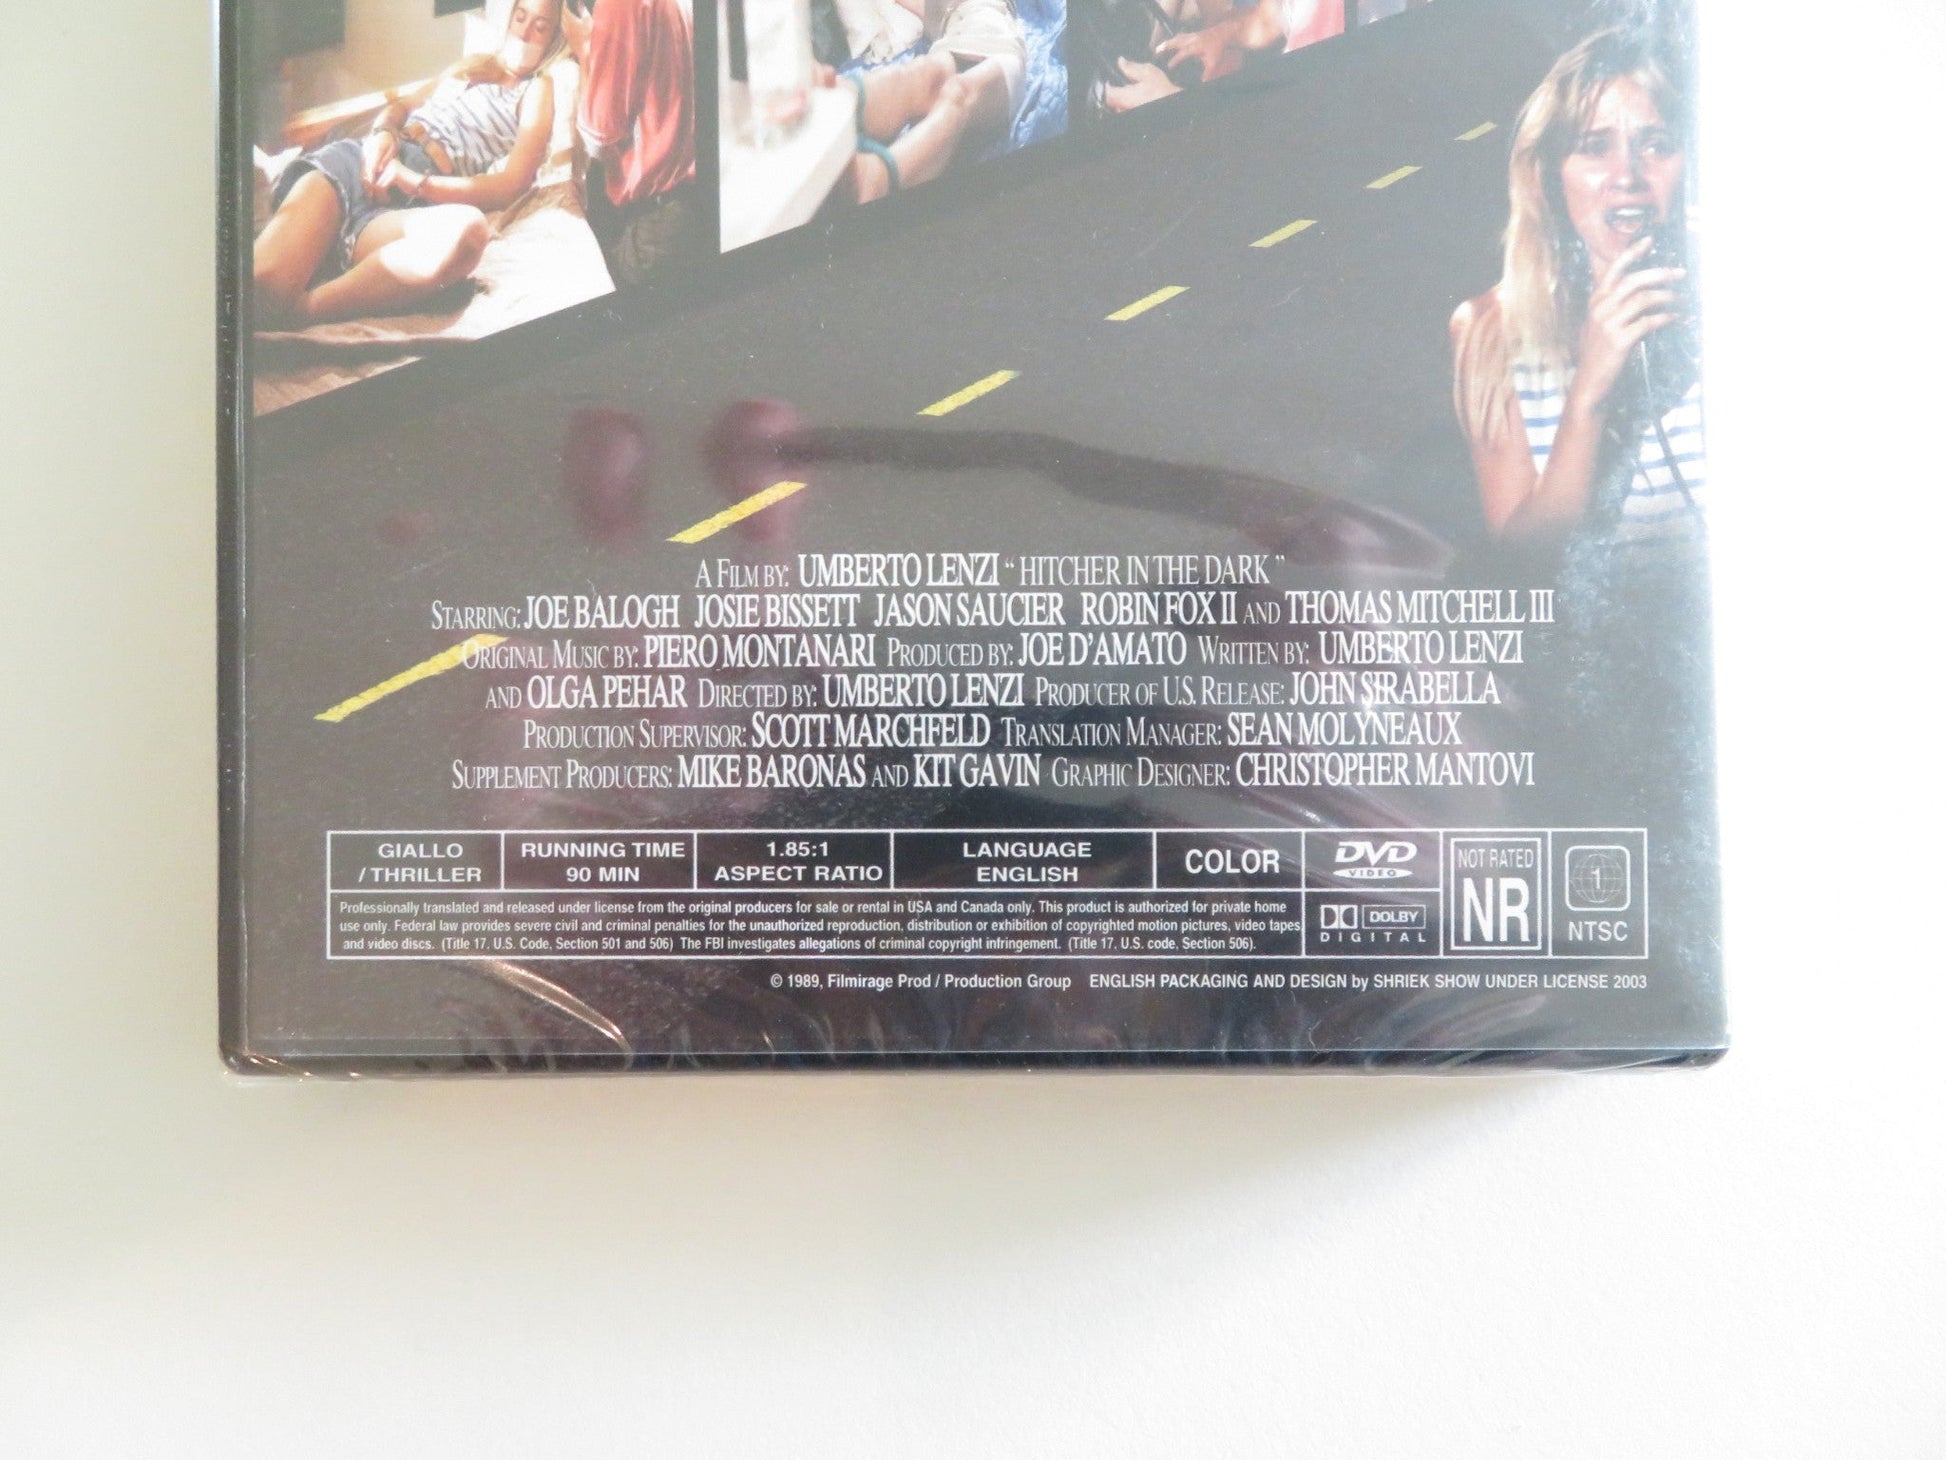 A FILM BY: UMBERTO LENZI “ HITCHER IN THE DARK ”
STARRING: JOE BALOGH JOSIE BISSETT JASON SAUCIER ROBIN FOX II AND THOMAS MITCHELL III
ORIGINAL MUSIC BY: PIERO MONTANARI PRODUCED BY: JOE D’AMATO WRITTEN BY: UMBERTO LENZI
AND OLGA PEHAR DIRECTED BY: UMBERTO LENZI PRODUCER OF U.S. RELEASE: JOHN SIRABELLA
PRODUCTION SUPERVISOR: SCOTT MARCHFELD TRANSLATION MANAGER: SEAN MOLYNEAUX
SUPPLEMENT PRODUCERS: MIKE BARONAS AND KIT GAVIN GRAPHIC DESIGNER: CHRISTOPHER MANTOVI
GIALLO
/ THRILLER
RUNNING TIME
90 MIN
1.85:1
ASPECT RATIO
LANGUAGE
ENGLISH
COLOR
DVD
VIDEO
NOT RATED
NR
1
NTSC
DOLBY
DIGITAL
Professionally translated and released under license from the original producers for sale or rental in USA and Canada only. This product is authorized for private home
use only. Federal law provides severe civil and criminal penalties for the unauthorized reproduction, distribution or exhibition of copyrighted motion pictures, video tapes
and video discs. (Title 17. U.S. Code, Section 501 and 506) The FBI investigates allegations of criminal copyright infringement. (Title 17, U.S. code, Section 506).
© 1989, Filmirage Prod / Production Group ENGLISH PACKAGING AND DESIGN by SHRIEK SHOW UNDER LICENSE 2003